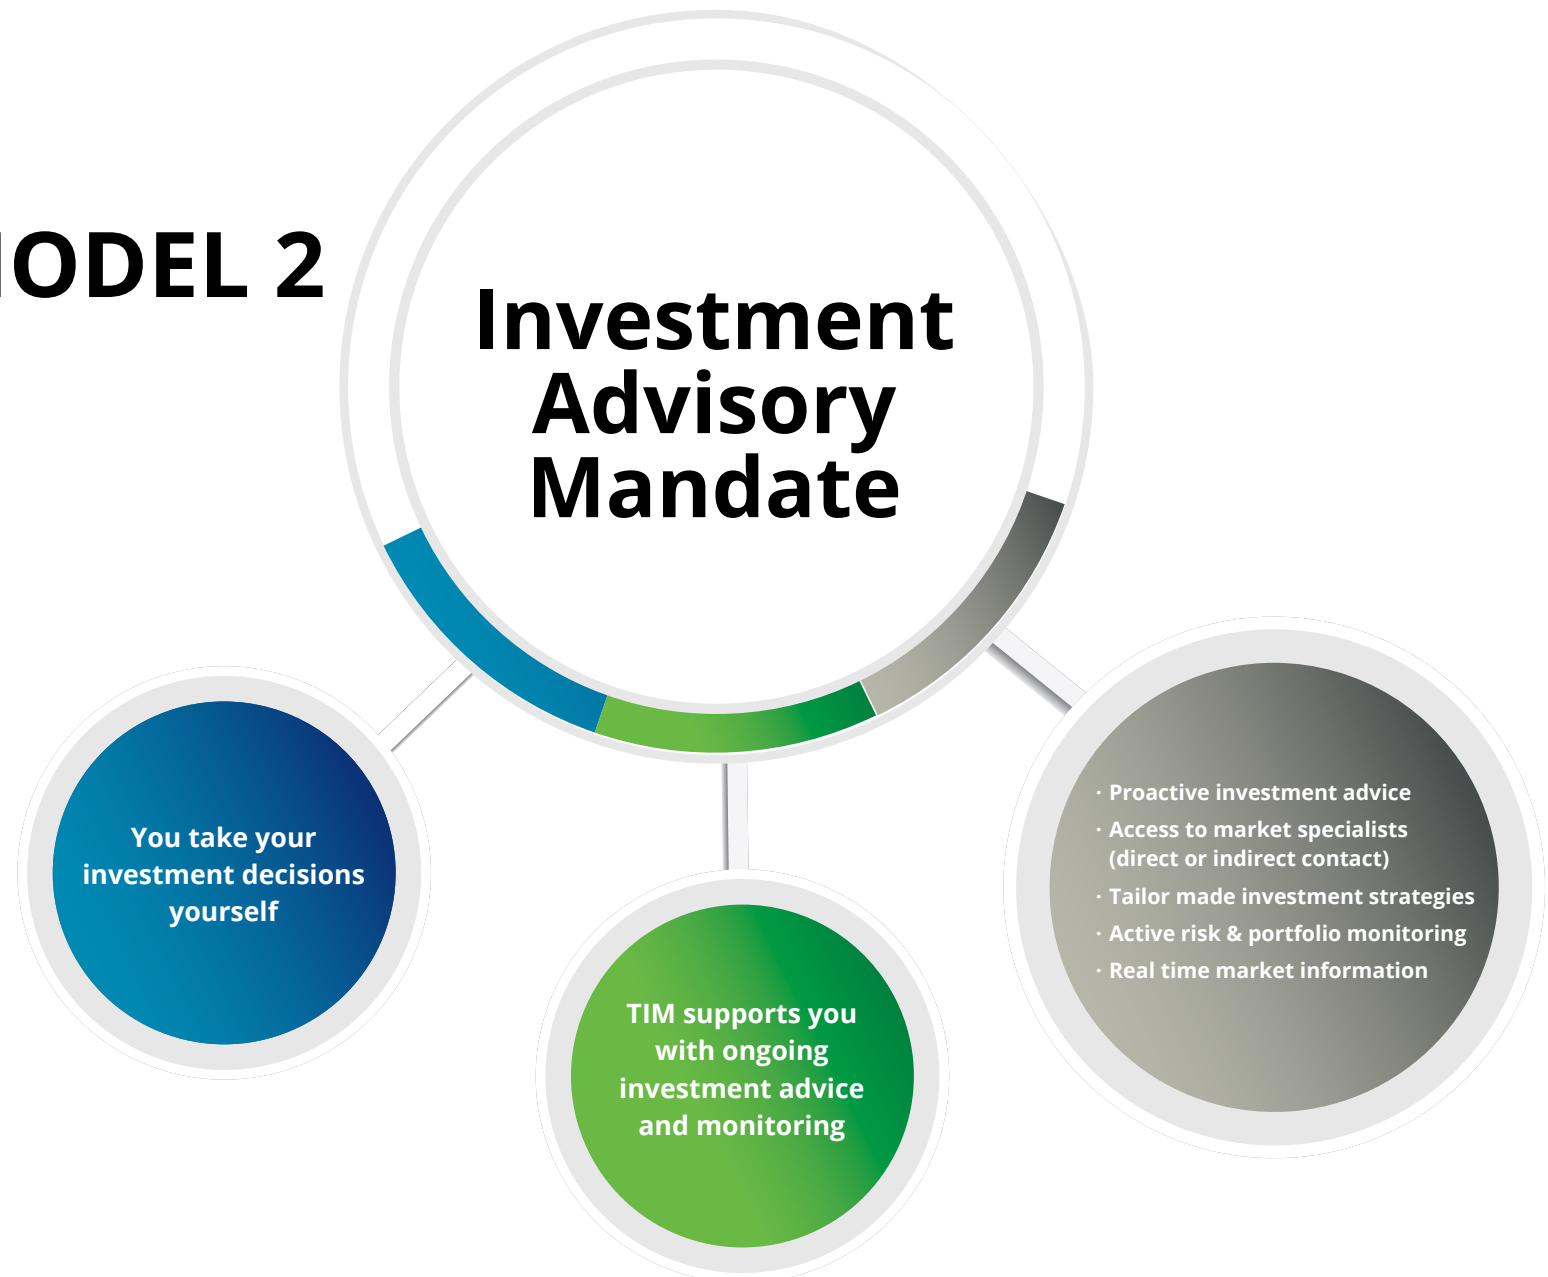 ODEL 2
Investment
Advisory
Mandate
You take your
investment decisions
yourself
TIM supports you
with ongoing
investment advice
and monitoring
· Proactive investment advice
· Access to market specialists
(direct or indirect contact)
· Tailor made investment strategies
· Active risk & portfolio monitoring
· Real time market information